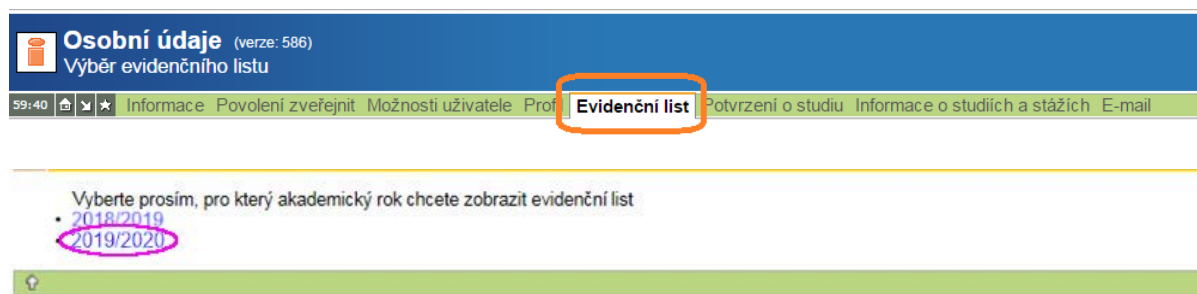 Osobní údaje (verze: 586)
Výběr evidenčního listu
59:40 Informace Povolení zveřejnit Možnosti uživatele Evidenční list Potvrzení o studiu Informace o studiích a stážích E-mail
Vyberte prosím, pro který akademický rok chcete zobrazit evidenční list
• 2018/2019
• 2019/2020